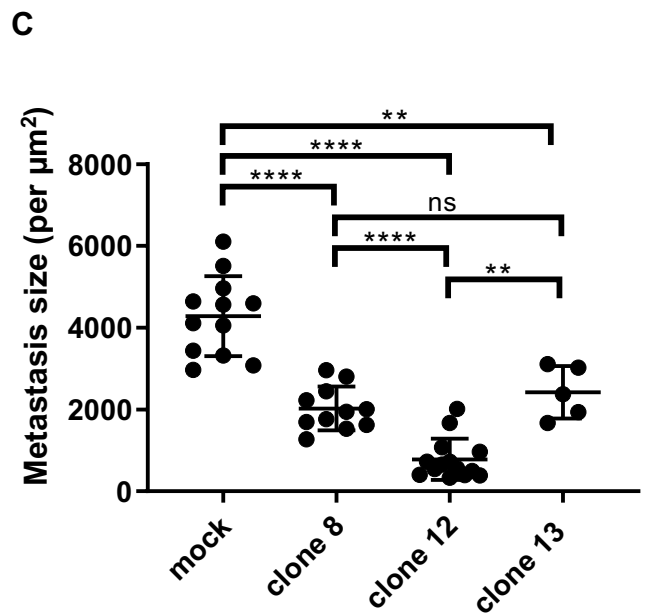 C
Metastasis size (per µm²)
8000
6000
4000
2000
0
**
****
****
ns
****
**
mock
clone 8
clone 12
clone 13